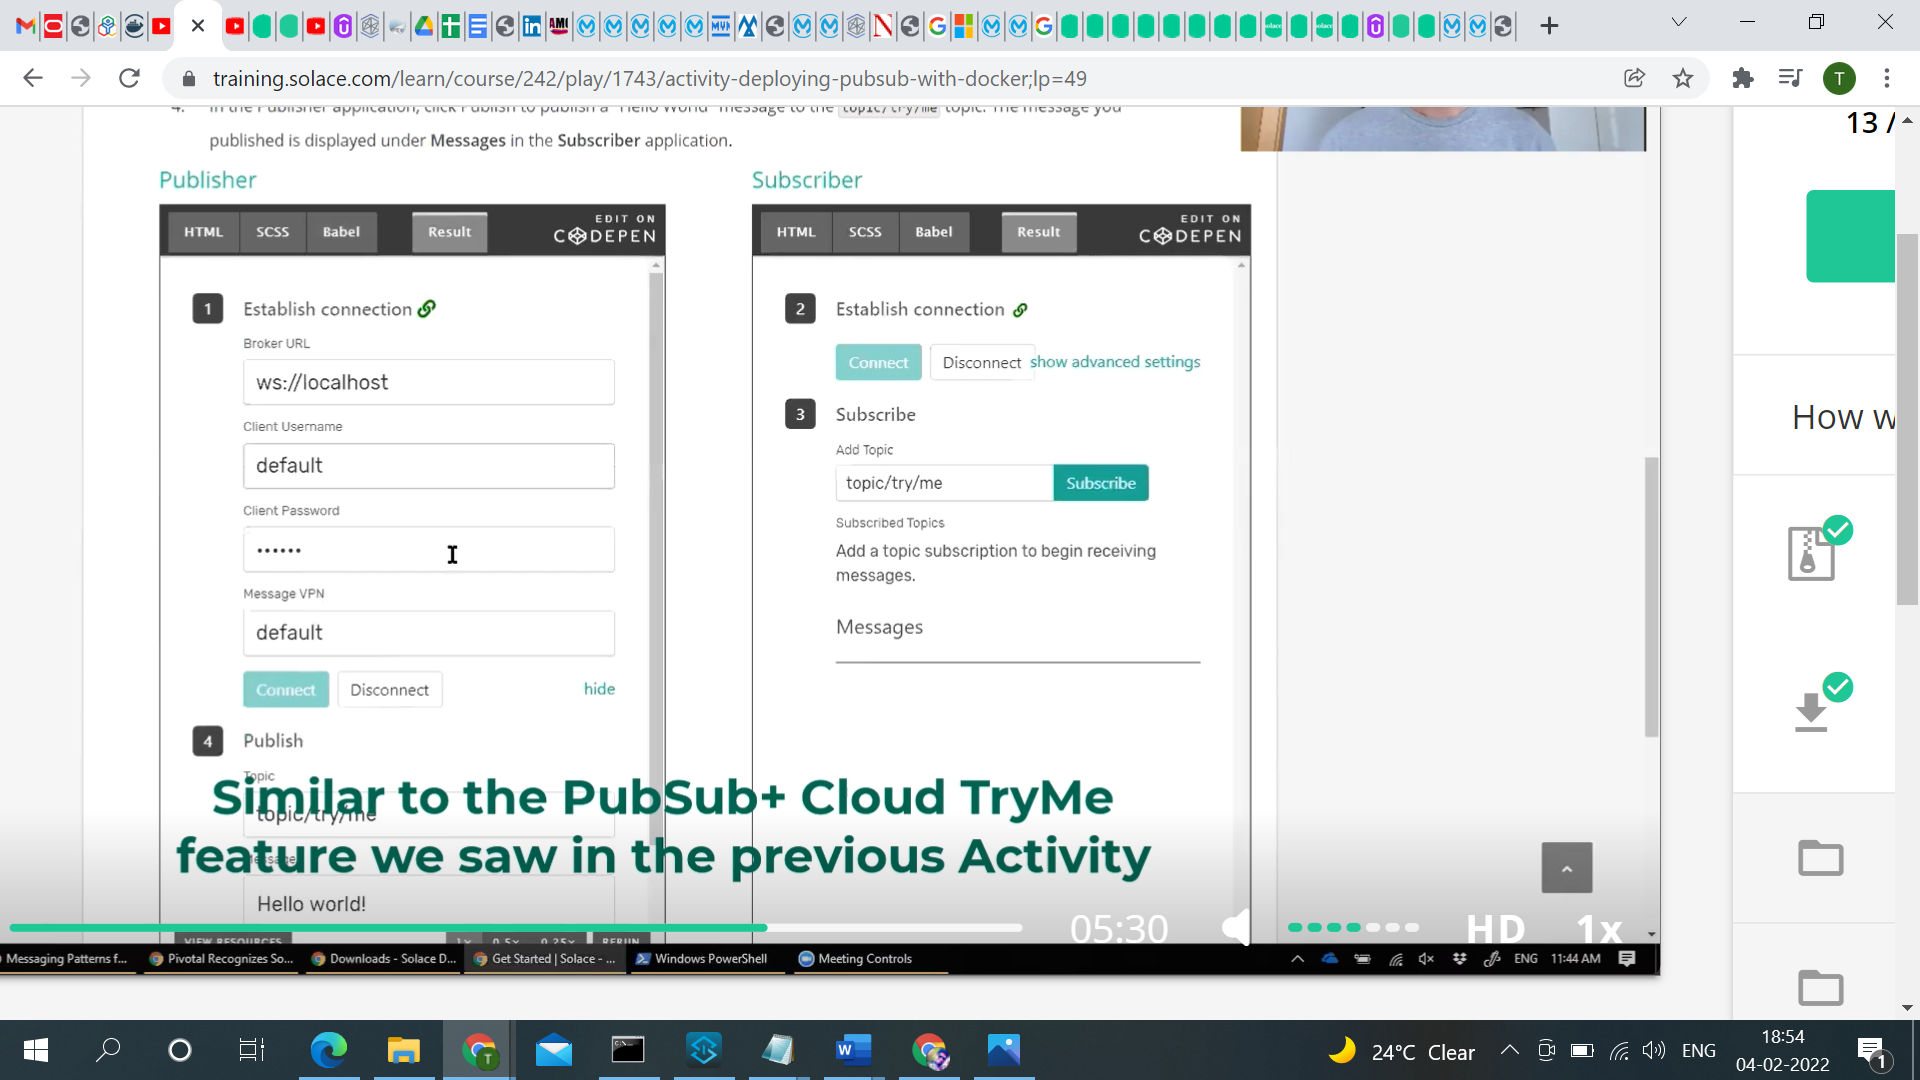 training.solace.com/learn/course/242/play/1743/activity-deploying-pubsub-with-docker;lp=49
T
4. In the Publisher application, click Publish to publish a "Hello World" message to the topic/try/me topic. The message you
published is displayed under Messages in the Subscriber application.
13 /
Publisher
Subscriber
HTML SCSS Babel Result EDIT ON CODEPEN
HTML SCSS Babel Result EDIT ON CODEPEN
1 Establish connection
Broker URL
ws://localhost
Client Username
default
Client Password
Message VPN
default
Connect Disconnect hide
4 Publish
Topic
topic/try/me
Message
Hello world!
VIEW RESOURCES 1x 0.5x 0.25x RERUN
2 Establish connection
Connect Disconnect show advanced settings
3 Subscribe
Add Topic
topic/try/me Subscribe
Subscribed Topics
Add a topic subscription to begin receiving
messages.
Messages
How w
Similar to the PubSub+ Cloud TryMe
feature we saw in the previous Activity
05:30 HD 1x
Messaging Patterns f... Pivotal Recognizes So... Downloads - Solace D... Get Started | Solace - ... Windows PowerShell Meeting Controls ENG 11:44 AM
24°C Clear ENG 18:54
04-02-2022
1